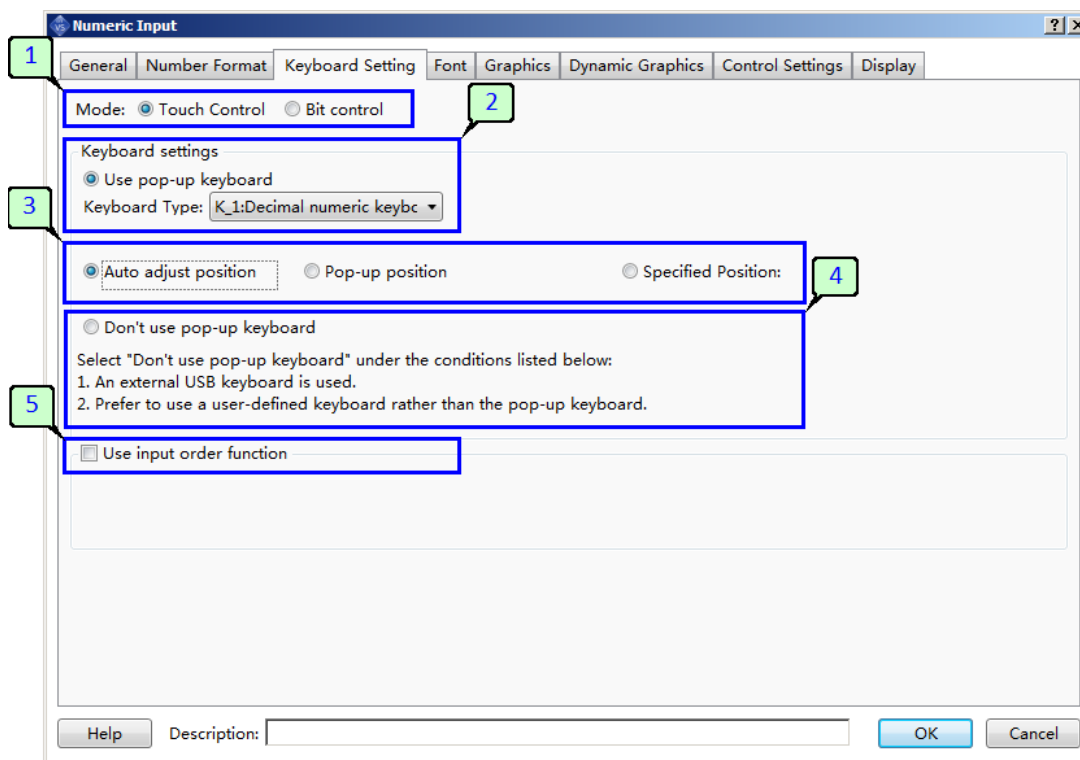 VS Numeric Input
1
General Number Format Keyboard Setting Font Graphics Dynamic Graphics Control Settings Display
Mode: Touch Control Bit control
2
Keyboard settings
Use pop-up keyboard
3
Keyboard Type: K_1:Decimal numeric keybc
Auto adjust position Pop-up position Specified Position:
4
Don't use pop-up keyboard
Select "Don't use pop-up keyboard" under the conditions listed below:
1. An external USB keyboard is used.
5
2. Prefer to use a user-defined keyboard rather than the pop-up keyboard.
Use input order function
Help Description: OK Cancel